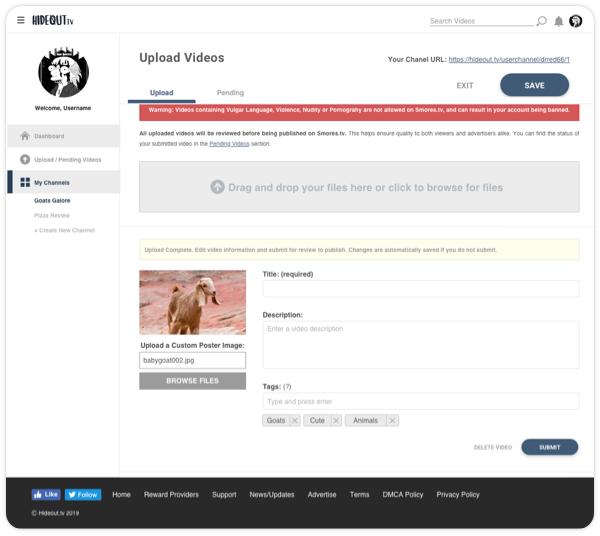 HIDEOUT TV
Search Videos
Welcome, Username
Dashboard
Upload / Pending Videos
My Channels
Goats Galore
Pizza Review
+ Create New Channel
Upload Videos
Your Chanel URL: https://hideout.tv/userchannel/drred66/1
Upload
Pending
EXIT
SAVE
Warning: Videos containing Vulgar Language, Violence, Nudity or Pornograhy are not allowed on Smores.tv, and can result in your account being banned.
All uploaded videos will be reviewed before being published on Smores.tv. This helps ensure quality to both viewers and advertisers alike. You can find the status of
your submitted video in the Pending Videos section.
Drag and drop your files here or click to browse for files
Upload Complete. Edit video information and submit for review to publish. Changes are automatically saved if you do not submit.
Upload a Custom Poster Image:
babygoat002.jpg
BROWSE FILES
Title: (required)
Description:
Enter a video description
Tags: (?)
Type and press enter
Goats
Cute
Animals
DELETE VIDEO
SUBMIT
Like
Follow
Home
Reward Providers
Support
News/Updates
Advertise
Terms
DMCA Policy
Privacy Policy
© Hideout.tv 2019